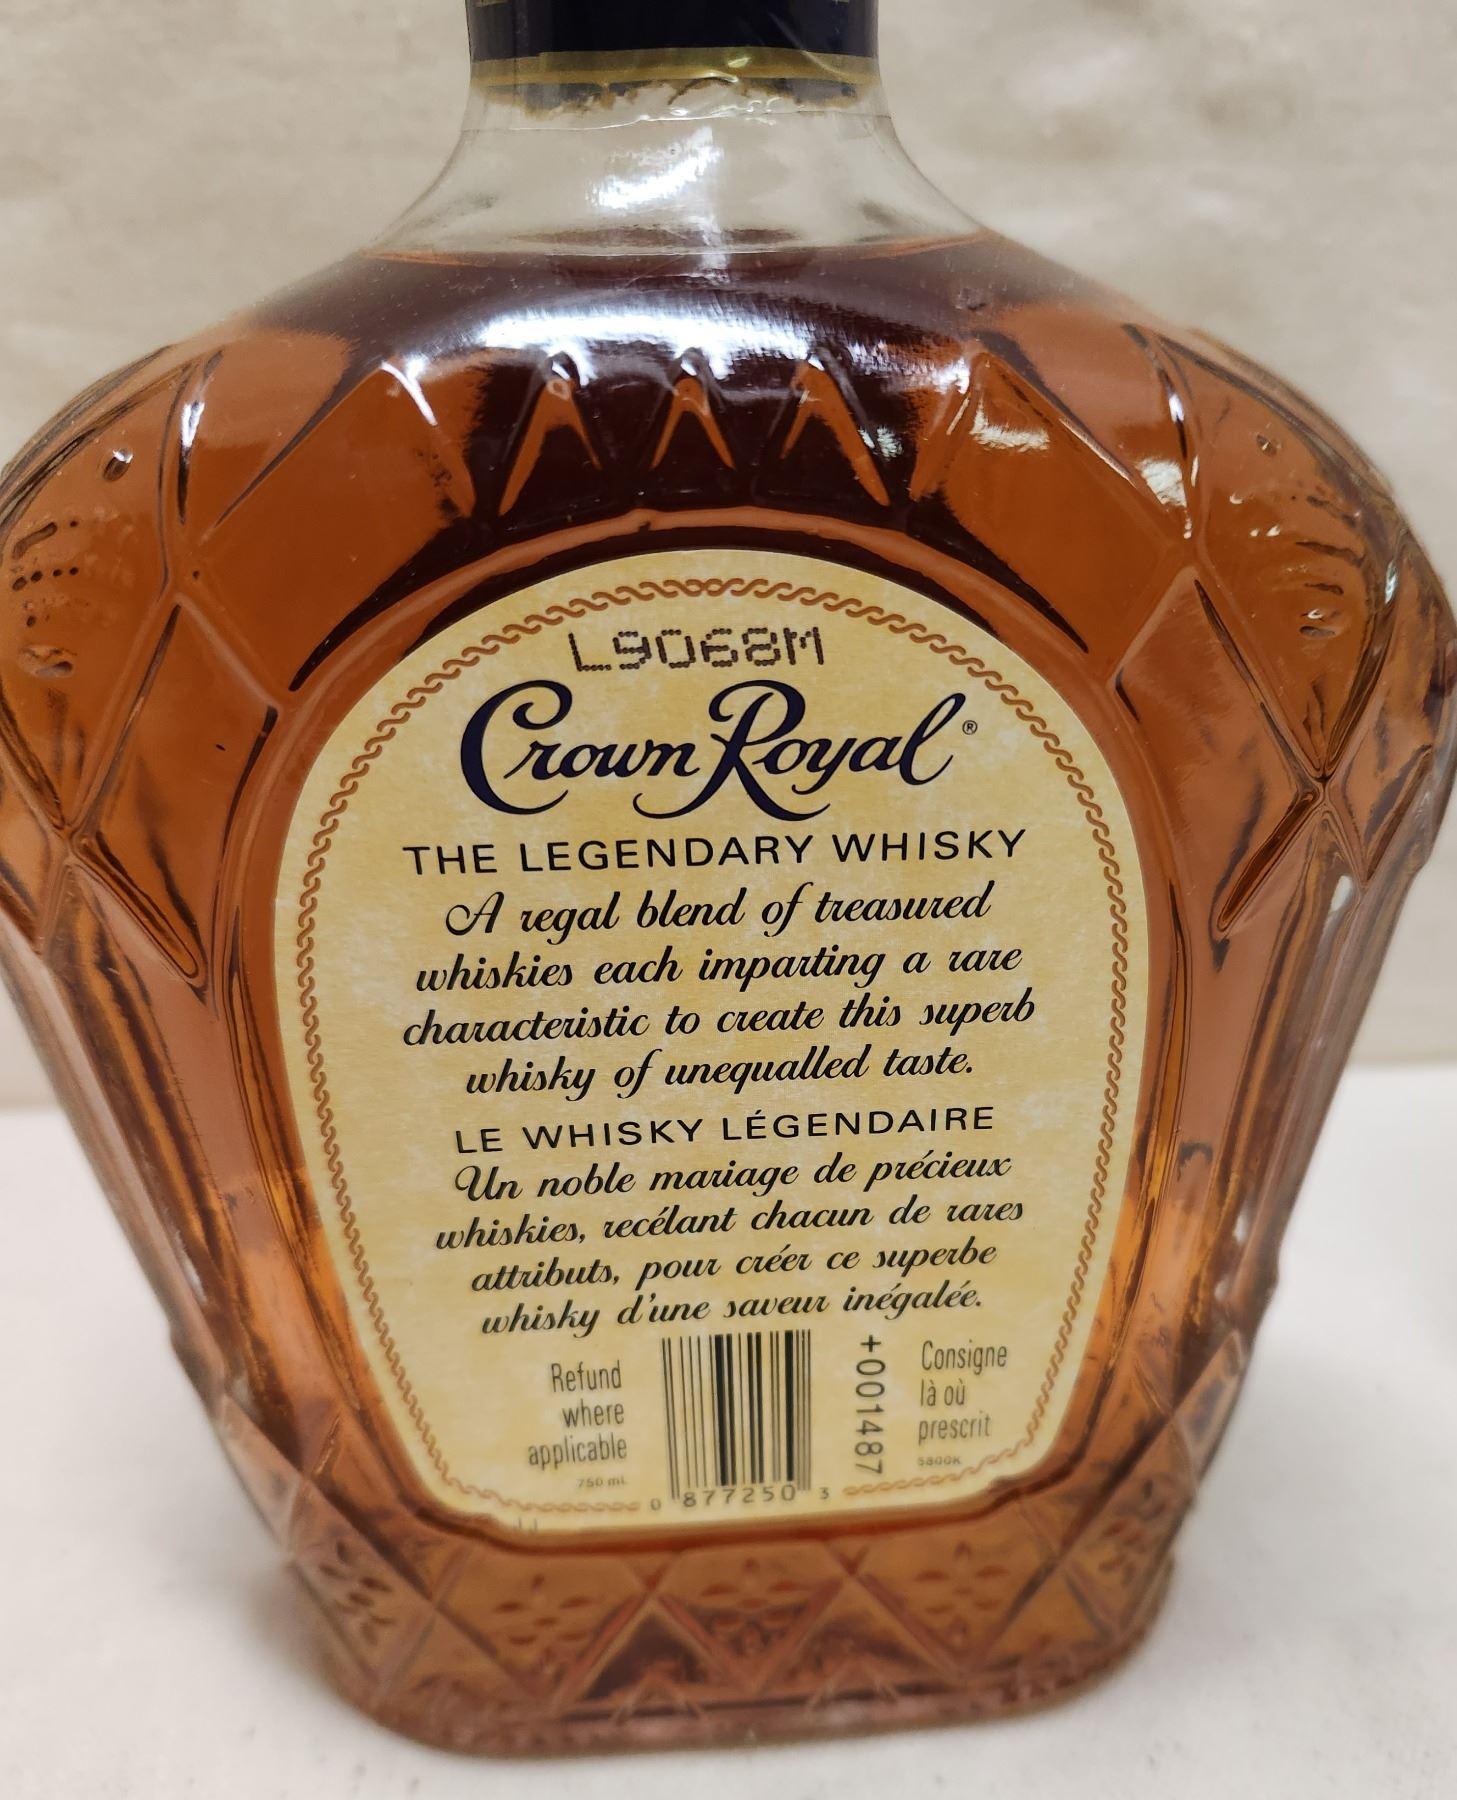 L9068M
Crown Royal®
THE LEGENDARY WHISKY
A regal blend of treasured
whiskies each imparting a rare
characteristic to create this superb
whisky of unequalled taste.
LE WHISKY LÉGENDAIRE
Un noble mariage de précieux
whiskies, recélant chacun de rares
attributs, pour créer ce superbe
whisky d'une saveur inégalée.
Refund
where
applicable
750 mL
0 877250 3
+001487
Consigne
là où
prescrit
5800K